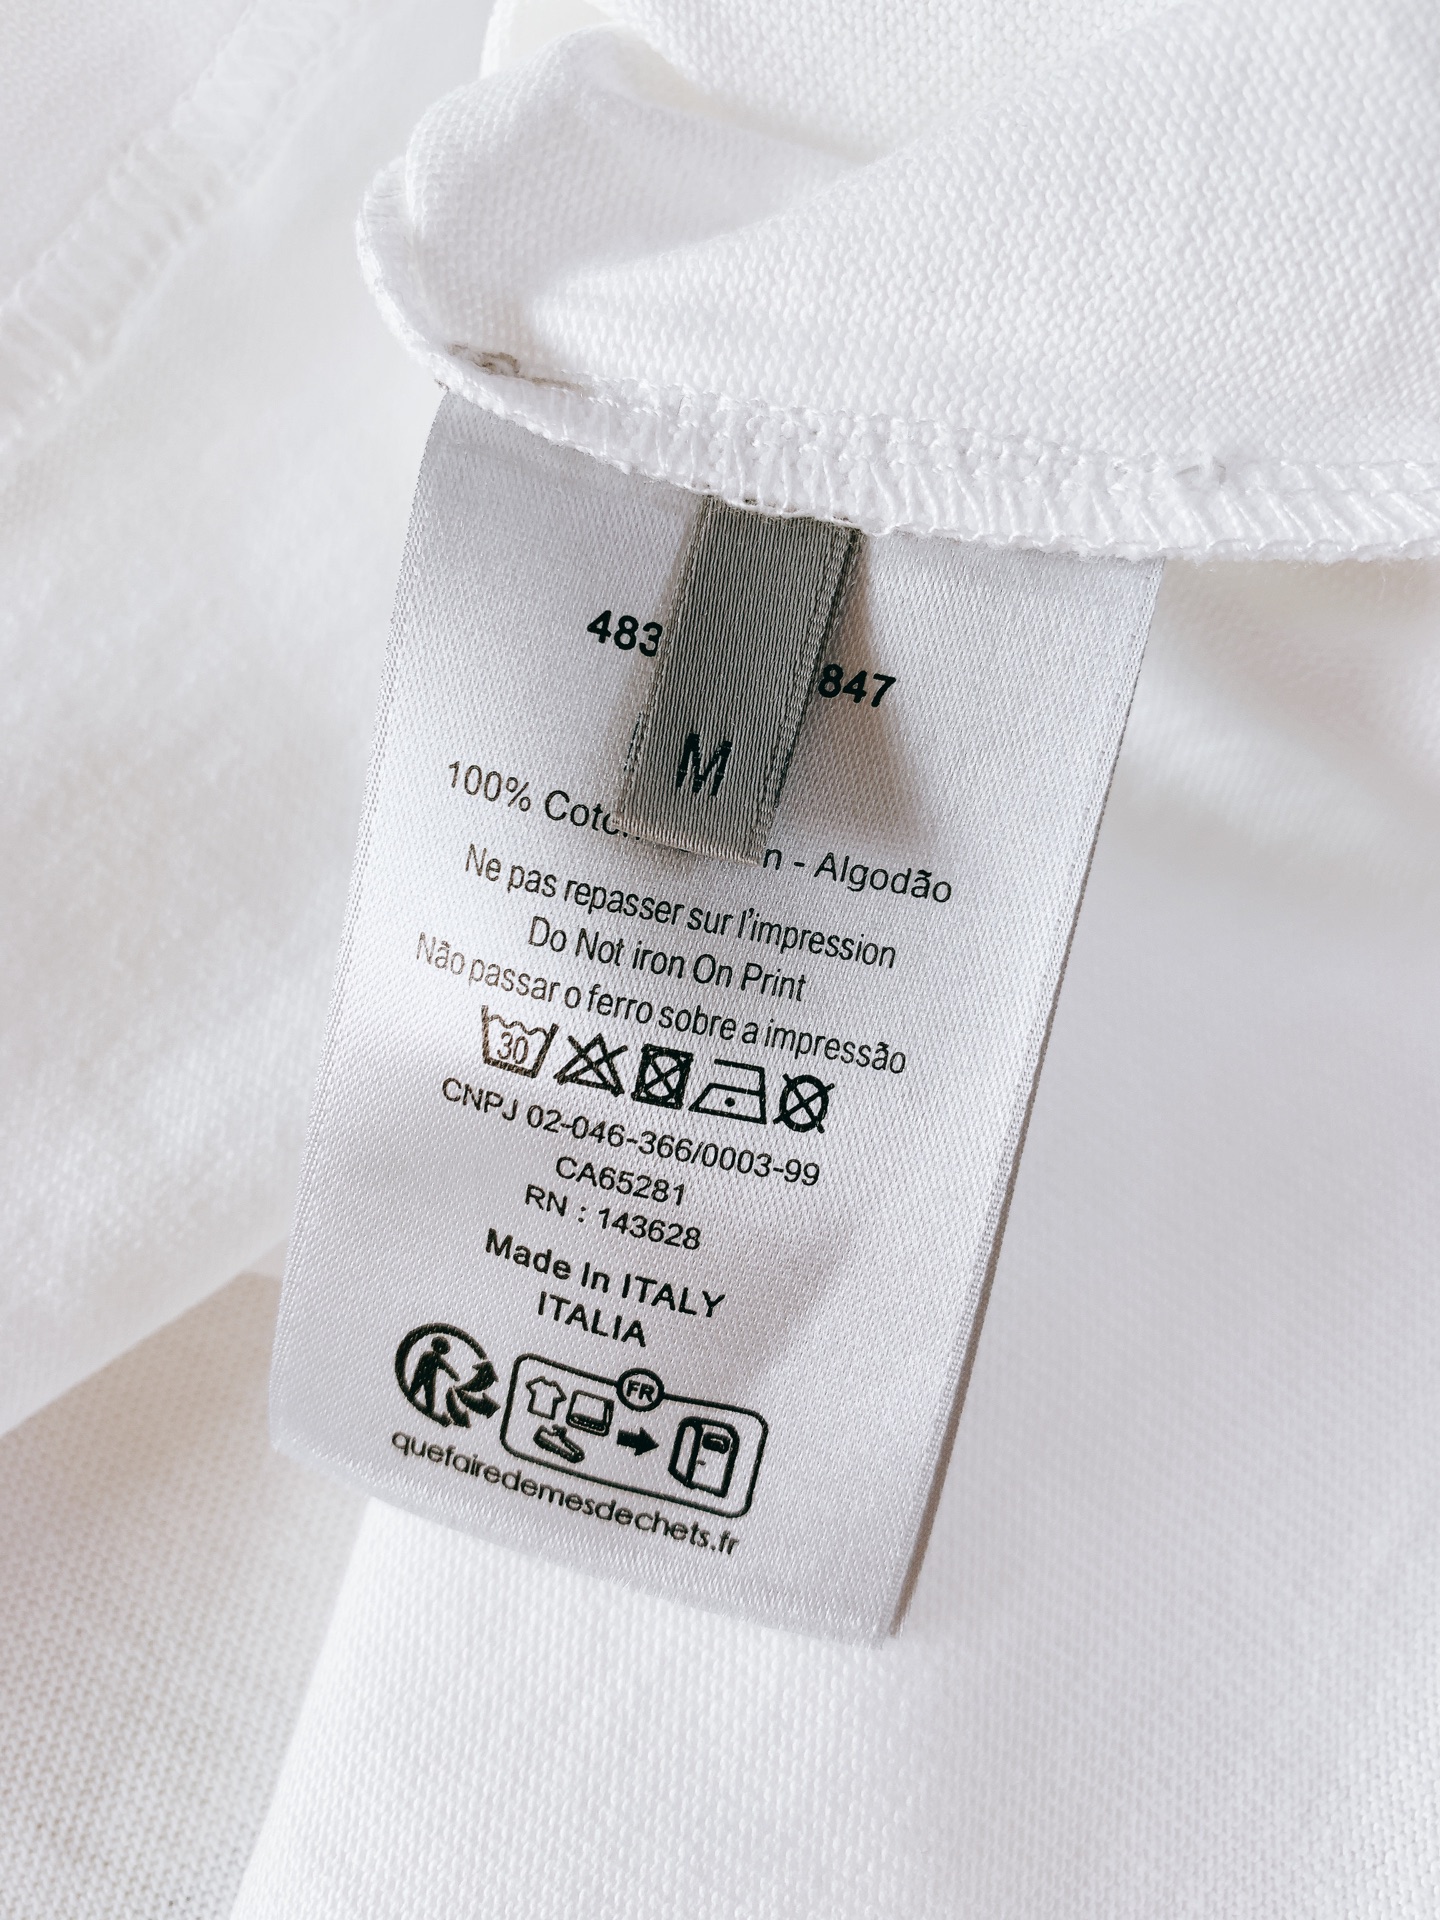 483 847
M
100% Coton - Algodão
Ne pas repasser sur l'impression
Do Not iron On Print
Não passar o ferro sobre a impressão
30
CNPJ 02-046-366/0003-99
CA65281
RN : 143628
Made In ITALY
ITALIA
FR
quefairedemesdechets.fr